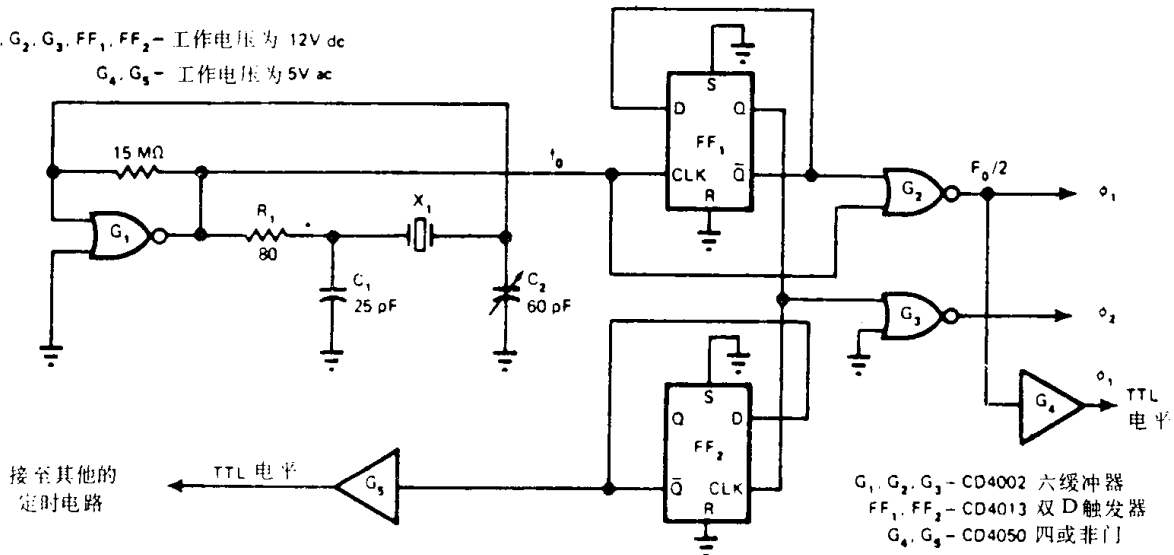 , G₂, G₃, FF₁, FF₂– 工作电压为 12V dc
G₄, G₅– 工作电压为 5V ac
15 MΩ
G₁
R₁
80
X₁
C₁
25 pF
C₂
60 pF
f₀
S
D
Q
FF₁
CLK
Q̄
R
G₂
F₀/2
ϕ₁
G₃
ϕ₂
G₄
ϕ₁
TTL
电平
S
Q
D
FF₂
Q̄
CLK
R
G₅
TTL 电平
接至其他的
定时电路
G₁, G₂, G₃–CD4002 六缓冲器
FF₁, FF₂–CD4013 双D触发器
G₄, G₅–CD4050 四或非门